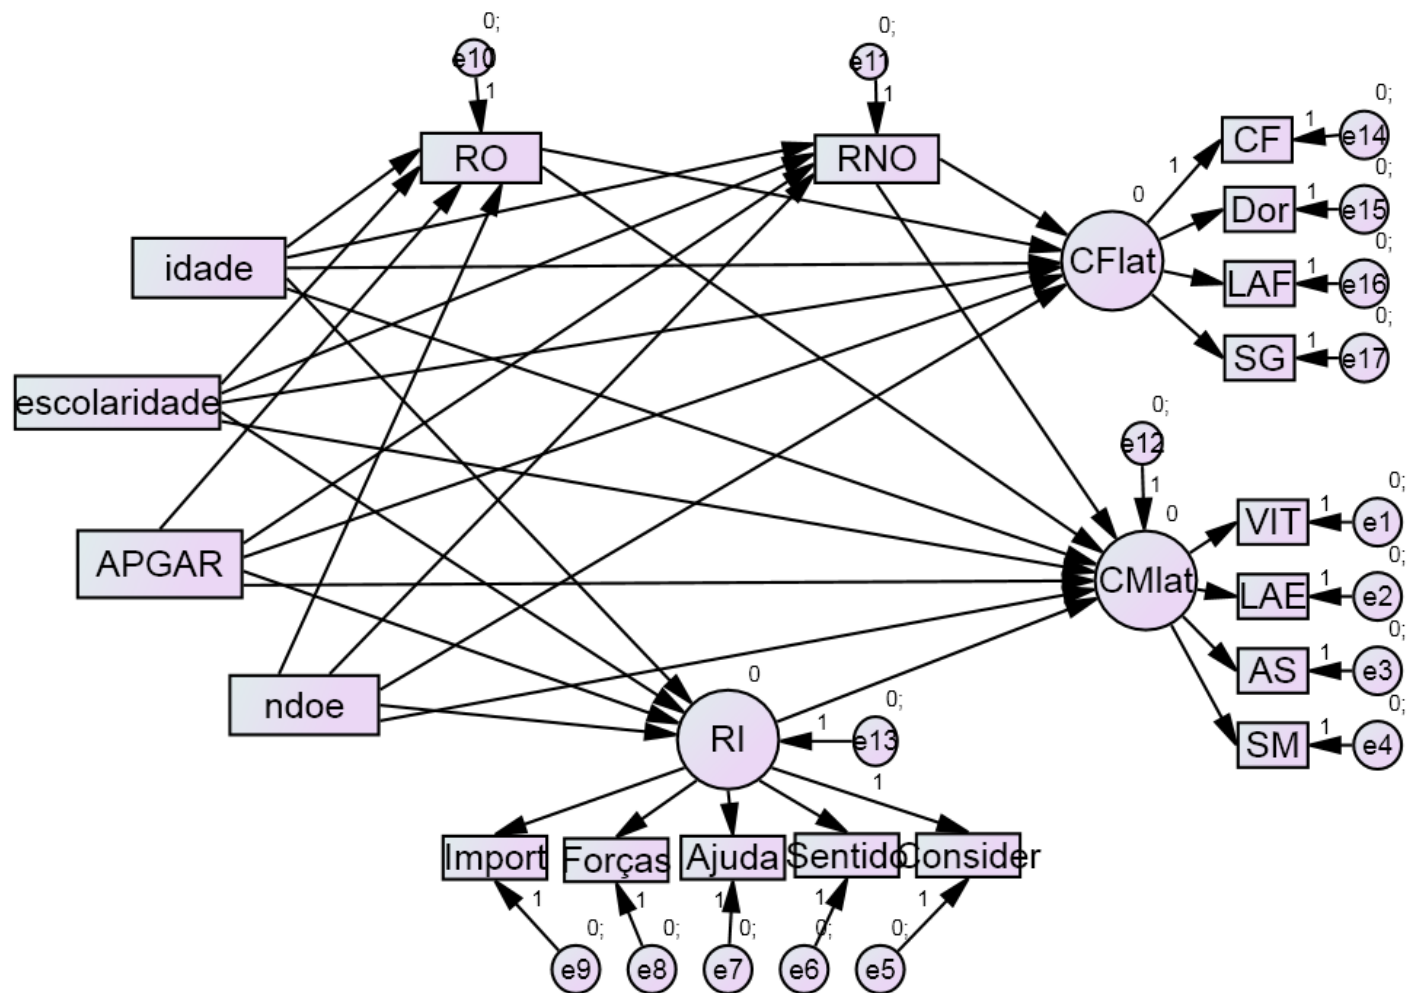 0;
0;
e10
e11
1
1
0;
RO
RNO
CF
1
e14
1
0;
0
Dor
1
e15
idade
CFlat
0;
LAF
1
e16
0;
SG
1
e17
escolaridade
0;
e12
1
0
0;
VIT
1
e1
APGAR
CMlat
0;
LAE
1
e2
0;
AS
1
e3
ndoe
0
0;
0;
RI
1
e13
SM
1
e4
1
Import
Forças
Ajuda
Sentido
Consider
1
1
1
1
1
0;
0;
0;
0;
0;
e9
e8
e7
e6
e5